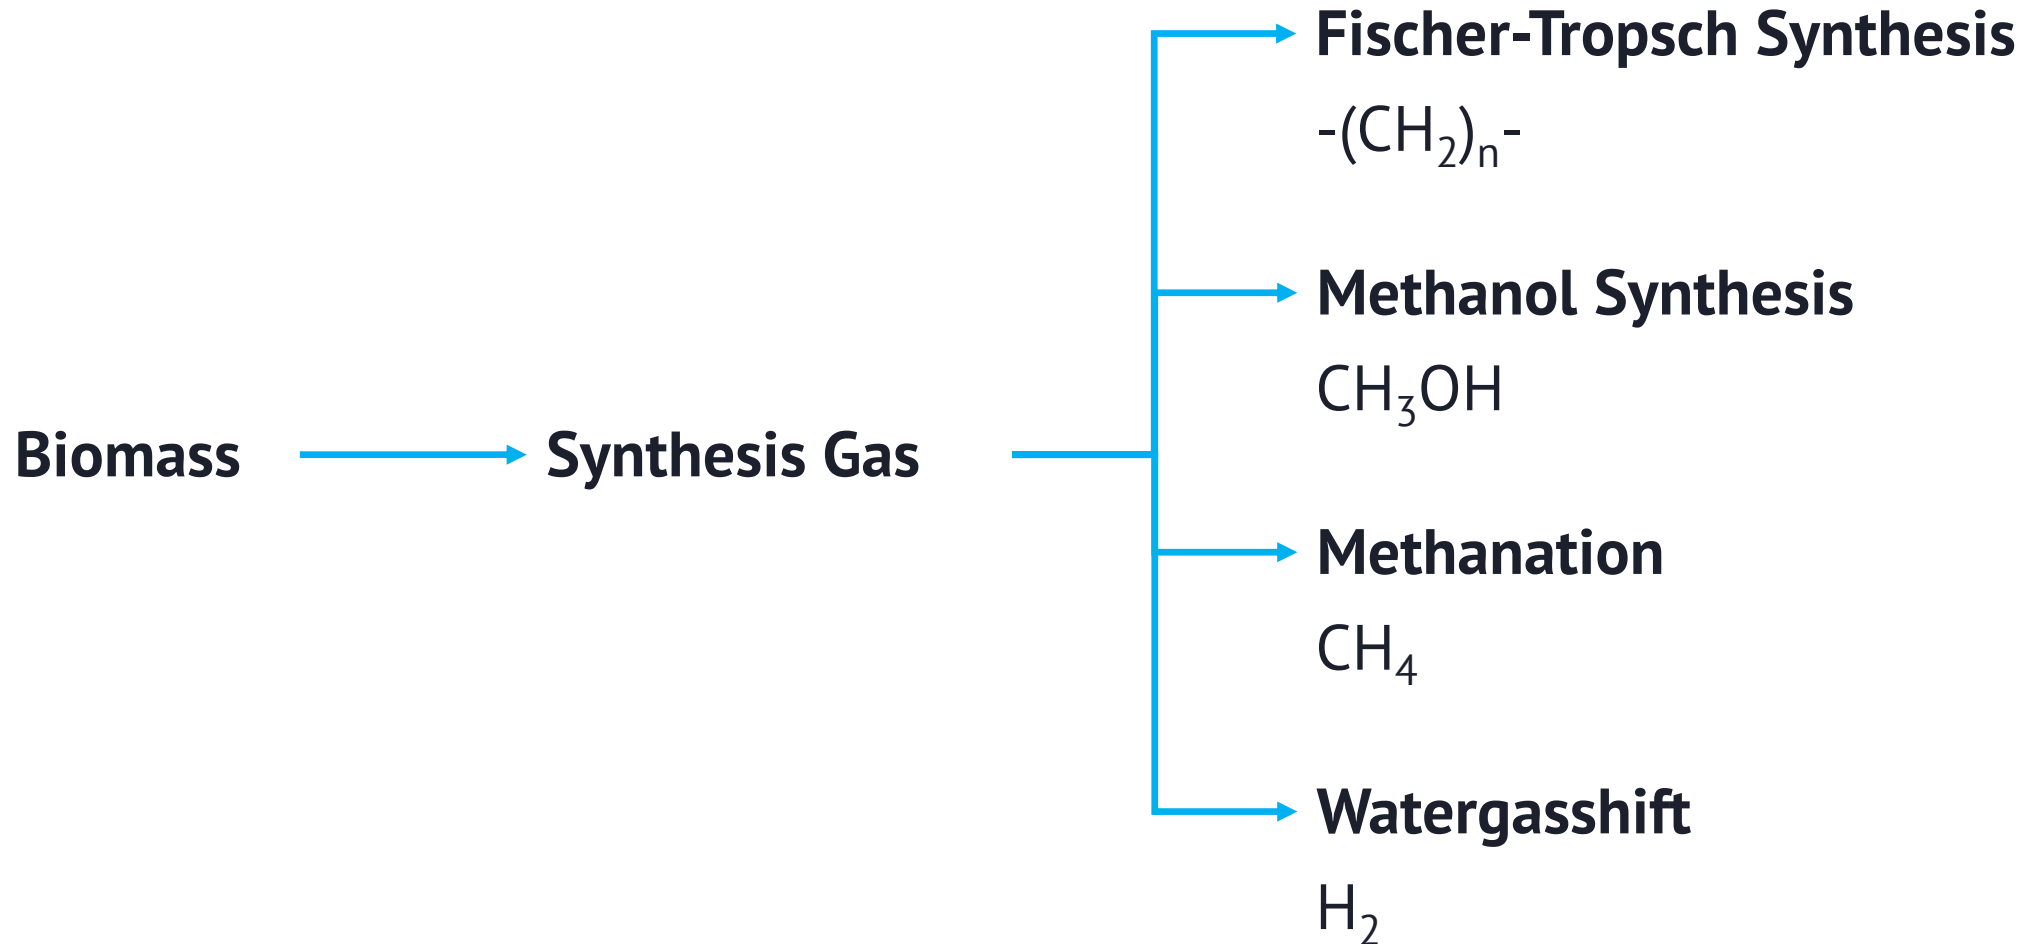 Fischer-Tropsch Synthesis
-(CH₂)ₙ-
Methanol Synthesis
CH₃OH
Biomass
Synthesis Gas
Methanation
CH₄
Watergasshift
H₂